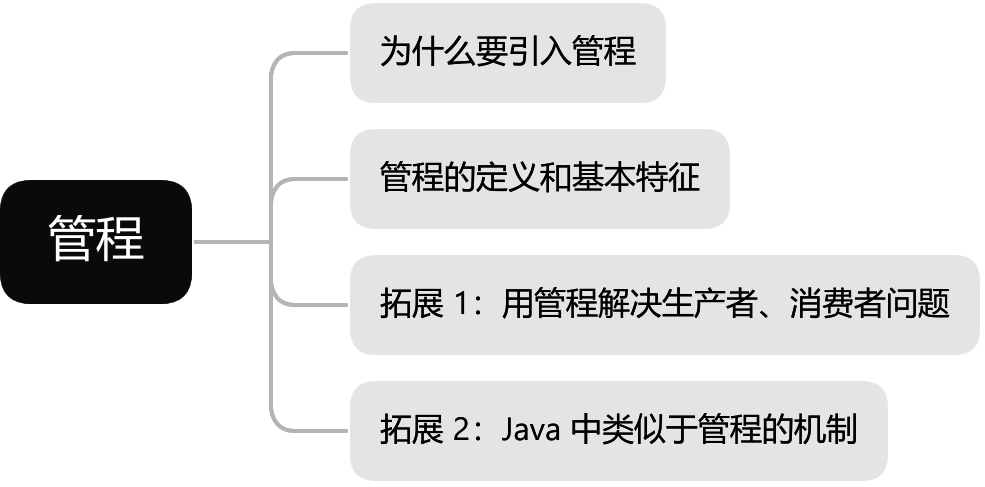 管程
为什么要引入管程
管程的定义和基本特征
拓展 1：用管程解决生产者、消费者问题
拓展 2：Java 中类似于管程的机制